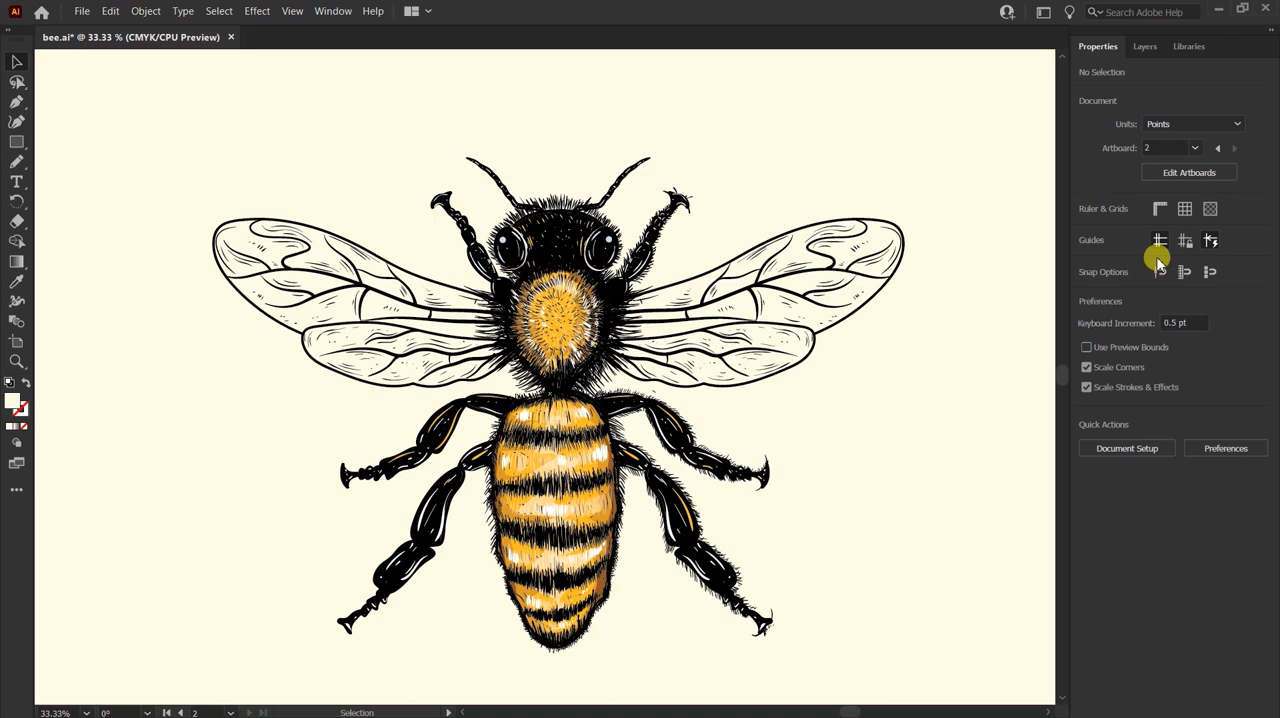 Ai File Edit Object Type Select Effect View Window Help Search Adobe Help
bee.ai* @ 33.33 % (CMYK/CPU Preview) ×
Properties Layers Libraries
No Selection
Document
Units: Points
Artboard: 2
Edit Artboards
Ruler & Grids
Guides
Snap Options
Preferences
Keyboard Increment: 0.5 pt
Use Preview Bounds
Scale Corners
Scale Strokes & Effects
Quick Actions
Document Setup Preferences
33.33% 0° 2 Selection